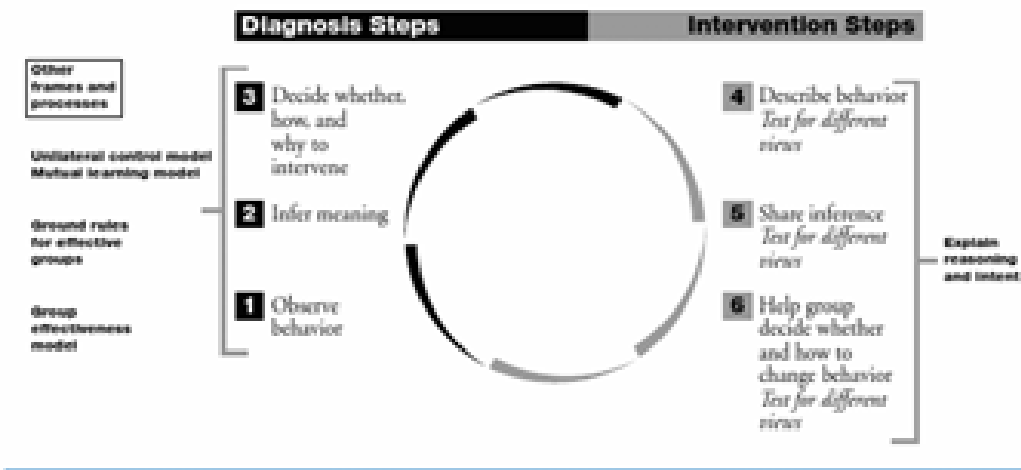 Diagnosis Steps
Intervention Steps
Other
frames and
processes
Unilateral control model
Mutual learning model
Ground rules
for effective
groups
Group
effectiveness
model
3 Decide whether,
how, and
why to
intervene
2 Infer meaning
1 Observe
behavior
4 Describe behavior
Test for different
views
5 Share inference
Test for different
views
6 Help group
decide whether
and how to
change behavior
Test for different
views
Explain
reasoning
and intent